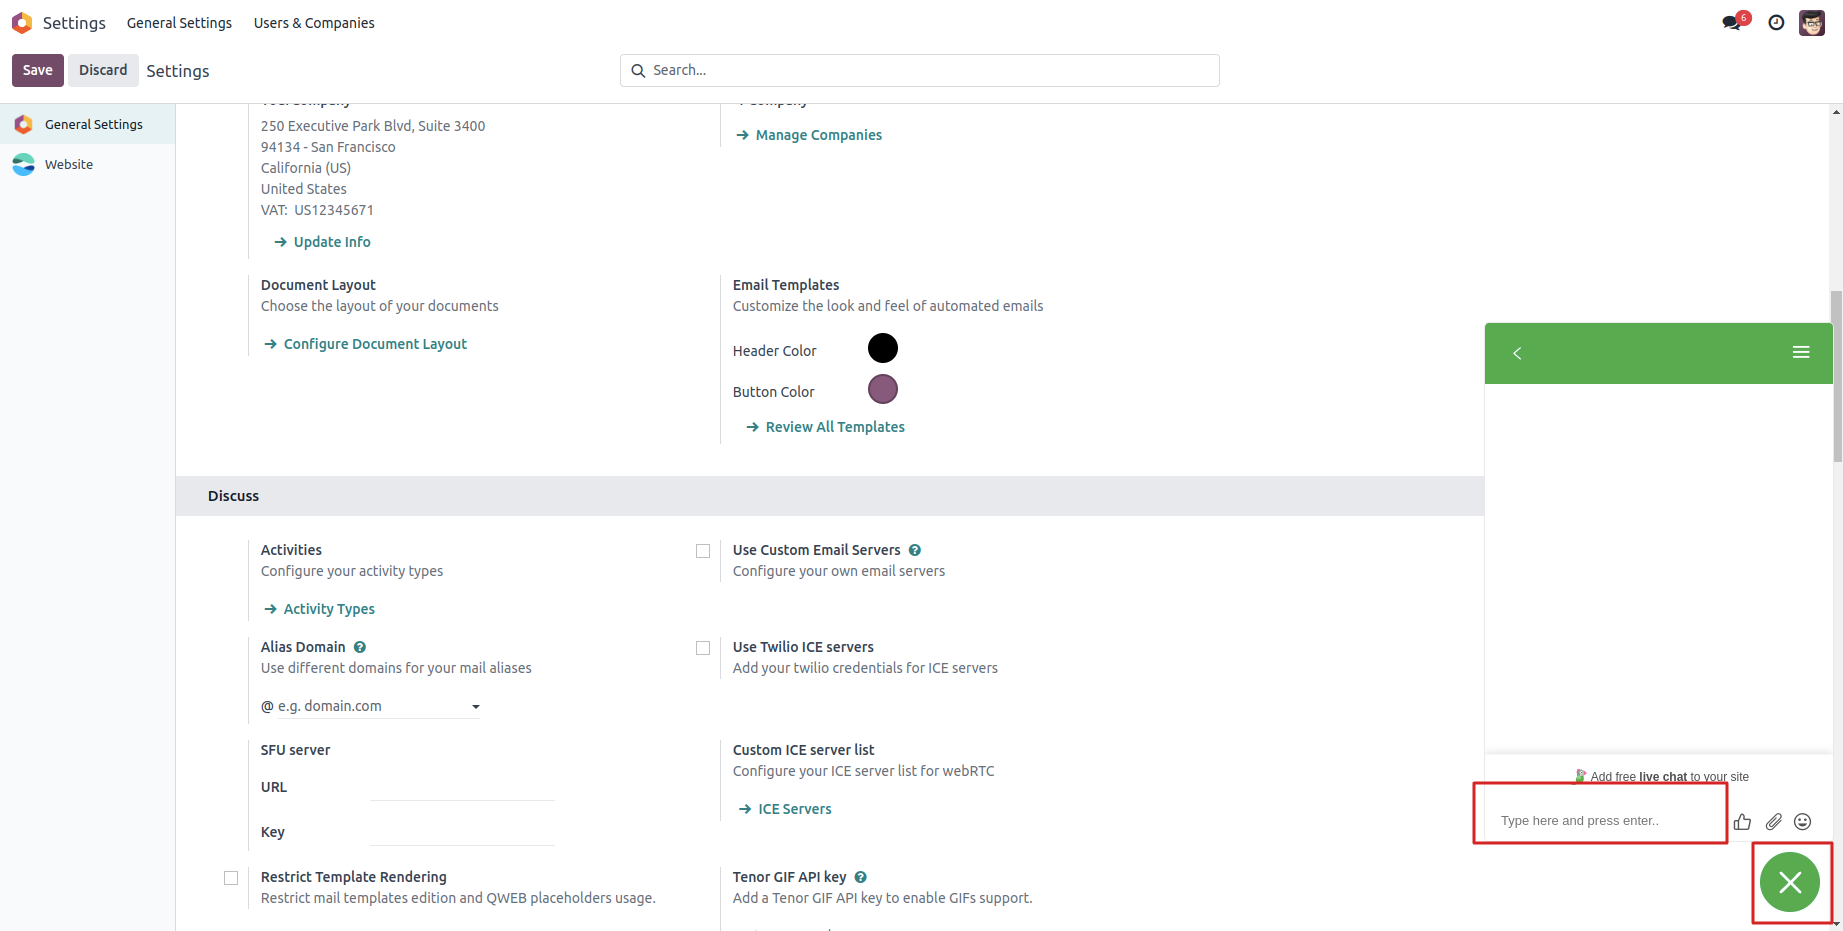 Settings General Settings Users & Companies
6
Save Discard Settings
Search...
General Settings
Website
250 Executive Park Blvd, Suite 3400
94134 - San Francisco
California (US)
United States
VAT: US12345671
Update Info
Manage Companies
Document Layout
Choose the layout of your documents
Configure Document Layout
Email Templates
Customize the look and feel of automated emails
Header Color
Button Color
Review All Templates
Discuss
Activities
Configure your activity types
Activity Types
Use Custom Email Servers ?
Configure your own email servers
Alias Domain ?
Use different domains for your mail aliases
@ e.g. domain.com
Use Twilio ICE servers
Add your twilio credentials for ICE servers
SFU server
URL
Key
Custom ICE server list
Configure your ICE server list for webRTC
ICE Servers
Restrict Template Rendering
Restrict mail templates edition and QWEB placeholders usage.
Tenor GIF API key ?
Add a Tenor GIF API key to enable GIFs support.
Add free live chat to your site
Type here and press enter..